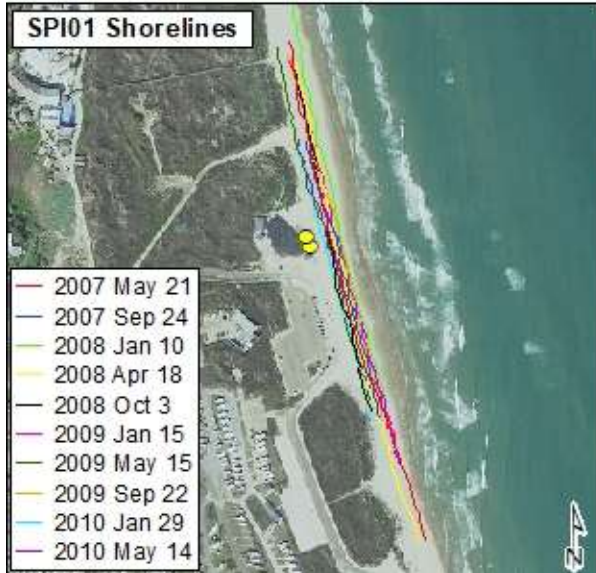 SPI01 Shorelines
2007 May 21
2007 Sep 24
2008 Jan 10
2008 Apr 18
2008 Oct 3
2009 Jan 15
2009 May 15
2009 Sep 22
2010 Jan 29
2010 May 14
N